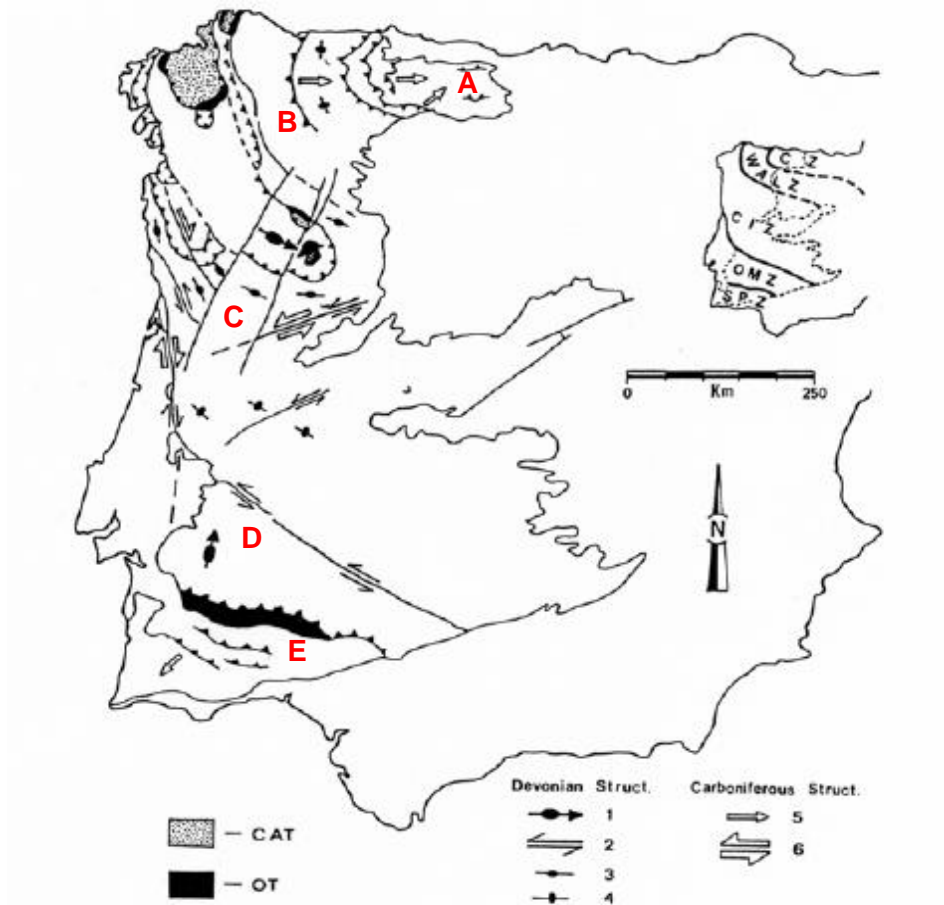 A
B
C Z
W A L Z
C I Z
O M Z
S P Z
C
0 Km 250
N
D
E
Devonian Struct.
1
2
3
4
Carboniferous Struct.
5
6
– CAT
– OT